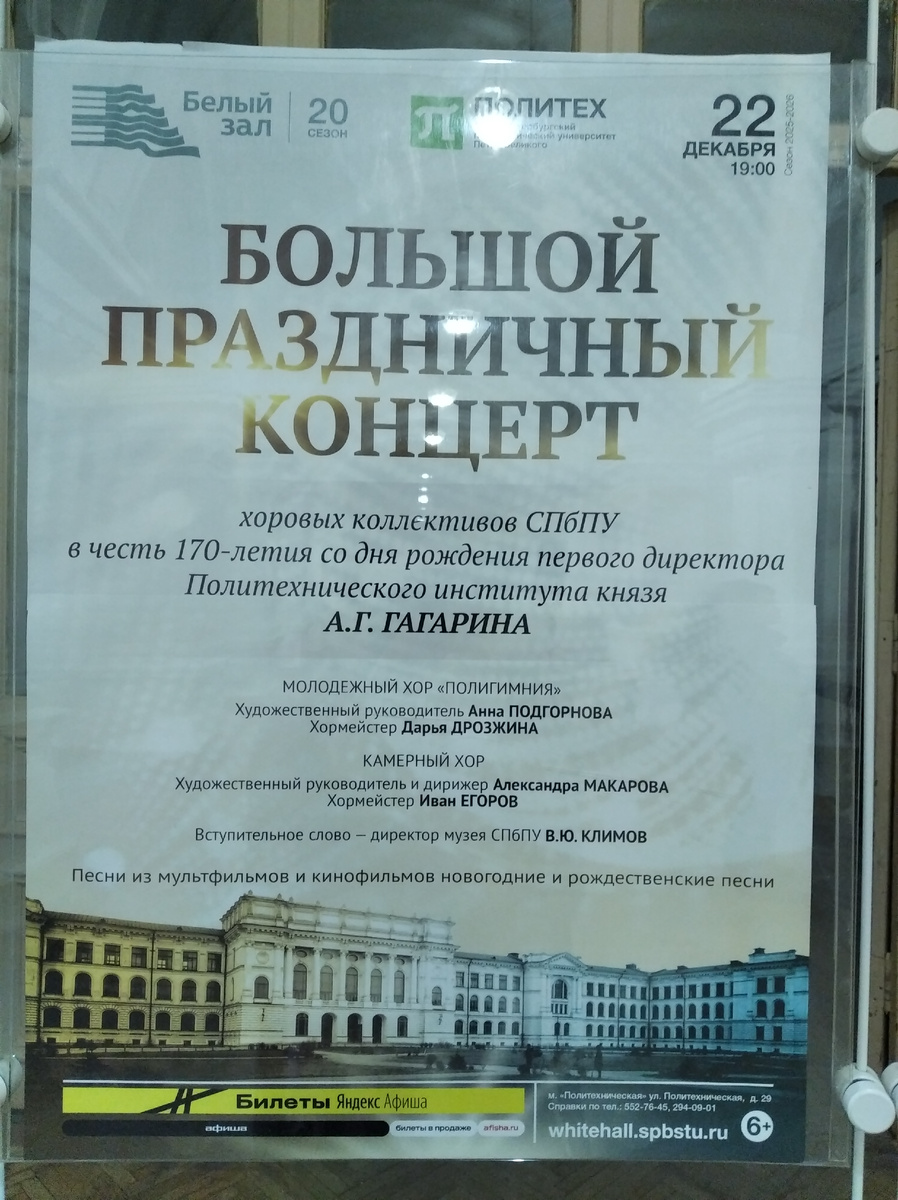 Белый
зал
20
СЕЗОН
ПОЛИТЕХ
университет
22
ДЕКАБРЯ
19:00
Сезон 2025-2026
БОЛЬШОЙ
ПРАЗДНИЧНЫЙ
КОНЦЕРТ
хоровых коллективов СПбПУ
в честь 170-летия со дня рождения первого директора
Политехнического института князя
А.Г. ГАГАРИНА
МОЛОДЕЖНЫЙ ХОР «ПОЛИГИМНИЯ»
Художественный руководитель Анна ПОДГОРНОВА
Хормейстер Дарья ДРОЗЖИНА
КАМЕРНЫЙ ХОР
Художественный руководитель и дирижер Александра МАКАРОВА
Хормейстер Иван ЕГОРОВ
Вступительное слово — директор музея СПбПУ В.Ю. КЛИМОВ
Песни из мультфильмов и кинофильмов новогодние и рождественские песни
Билеты Яндекс Афиша
афиша билеты в продаже afisha.ru
м. «Политехническая» ул. Политехническая, д. 29
Справки по тел.: 552-76-45, 294-09-01
whitehall.spbstu.ru 6+